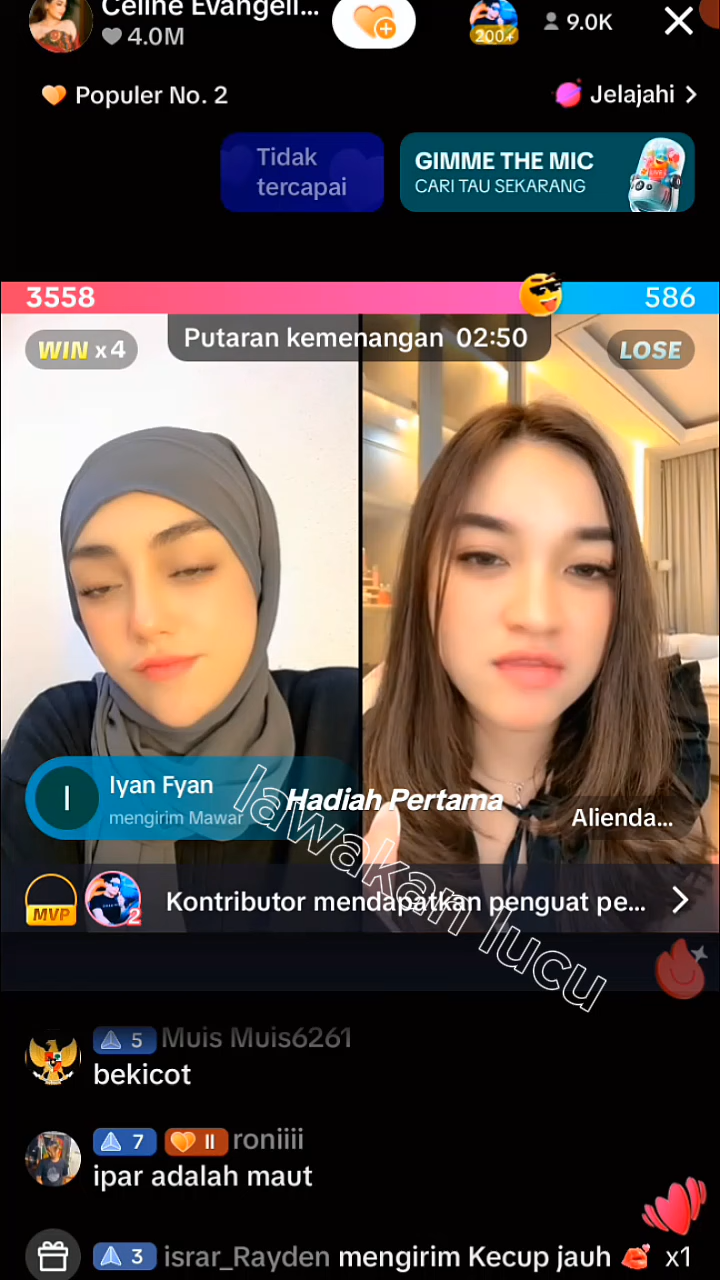 Celine Evangeli...
4.0M
200+
9.0K
Populer No. 2
Jelajahi
Tidak
tercapai
GIMME THE MIC
CARI TAU SEKARANG
3558
586
WIN x4
Putaran kemenangan 02:50
LOSE
I
Iyan Fyan
mengirim Mawar
Hadiah Pertama
Alienda...
lawakan lucu
MVP
2
Kontributor mendapatkan penguat pe...
5 Muis Muis6261
bekicot
7 II roniiii
ipar adalah maut
3 israr_Rayden mengirim Kecup jauh x1